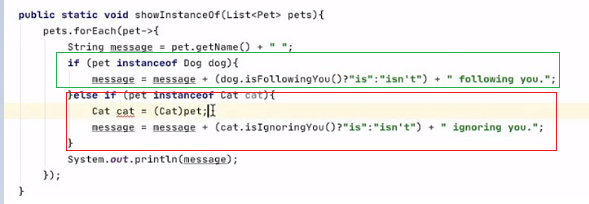 public static void showInstanceOf(List<Pet> pets){
pets.forEach(pet->{
String message = pet.getName() + " ";
if (pet instanceof Dog dog){
message = message + (dog.isFollowingYou()?"is":"isn't") + " following you.";
}else if (pet instanceof Cat cat){
Cat cat = (Cat)pet;
message = message + (cat.isIgnoringYou()?"is":"isn't") + " ignoring you.";
}
System.out.println(message);
});
}